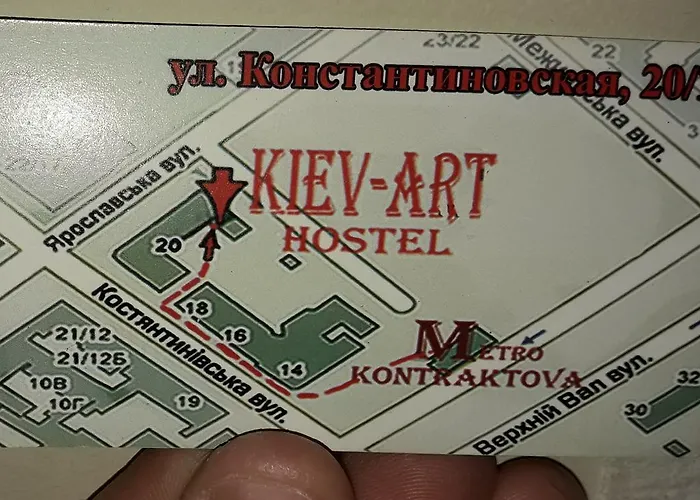 23/22
22
ул. Константиновская, 20/
вул.
Ярославська вул.
KIEV-ART
HOSTEL
20
18
16
14
Костянтинівська вул.
METRO
KONTRAKTOVA
21/12
21/12Б
10В
10Г
19
Верхній Вал вул.
30
32